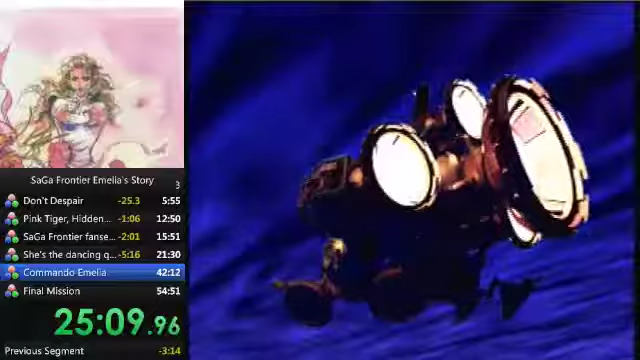 SaGa Frontier Emelia's Story
3
Don't Despair -25.3 5:55
Pink Tiger, Hidden... -1:06 12:50
SaGa Frontier fanse... -2:01 15:51
She's the dancing q... -5:16 21:30
Commando Emelia 42:12
Final Mission 54:51
25:09.96
Previous Segment -3:14